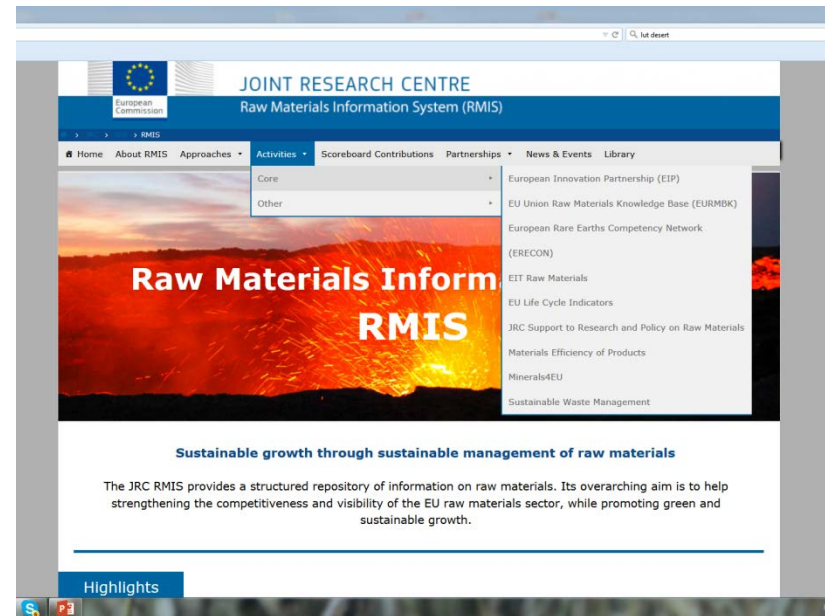 lut desert
JOINT RESEARCH CENTRE
European
Commission
Raw Materials Information System (RMIS)
> > > RMIS
Home About RMIS Approaches Activities Scoreboard Contributions Partnerships News & Events Library
Core
Other
European Innovation Partnership (EIP)
EU Union Raw Materials Knowledge Base (EURMBK)
European Rare Earths Competency Network
(ERECON)
EIT Raw Materials
EU Life Cycle Indicators
JRC Support to Research and Policy on Raw Materials
Materials Efficiency of Products
Minerals4EU
Sustainable Waste Management
Raw Materials Inform
RMIS
Sustainable growth through sustainable management of raw materials
The JRC RMIS provides a structured repository of information on raw materials. Its overarching aim is to help
strengthening the competitiveness and visibility of the EU raw materials sector, while promoting green and
sustainable growth.
Highlights